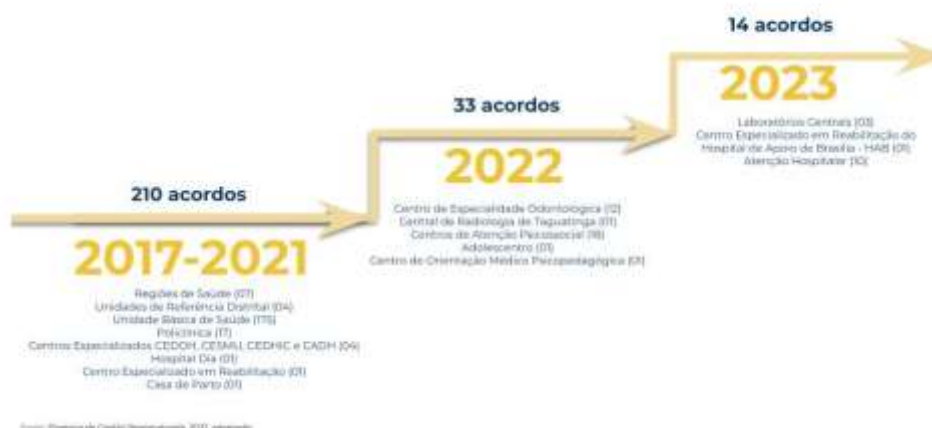 14 acordos
2023
Laboratórios Centrais (03)
Centro Especializado em Reabilitação do
Hospital de Apoio de Brasília - HAB (01)
Atenção Hospitalar (10)
33 acordos
2022
Centro de Especialidade Odontológica (12)
Central de Radiologia de Taguatinga (01)
Centros de Atenção Psicossocial (18)
Adolescentro (01)
Centro de Orientação Médico Psicopedagógica (01)
210 acordos
2017-2021
Regiões de Saúde (07)
Unidades de Referência Distrital (04)
Unidade Básica de Saúde (175)
Policlínica (17)
Centros Especializados CEDOH, CESMU, CEDHIC e CADH (04)
Hospital Dia (01)
Centro Especializado em Reabilitação (01)
Casa de Parto (01)